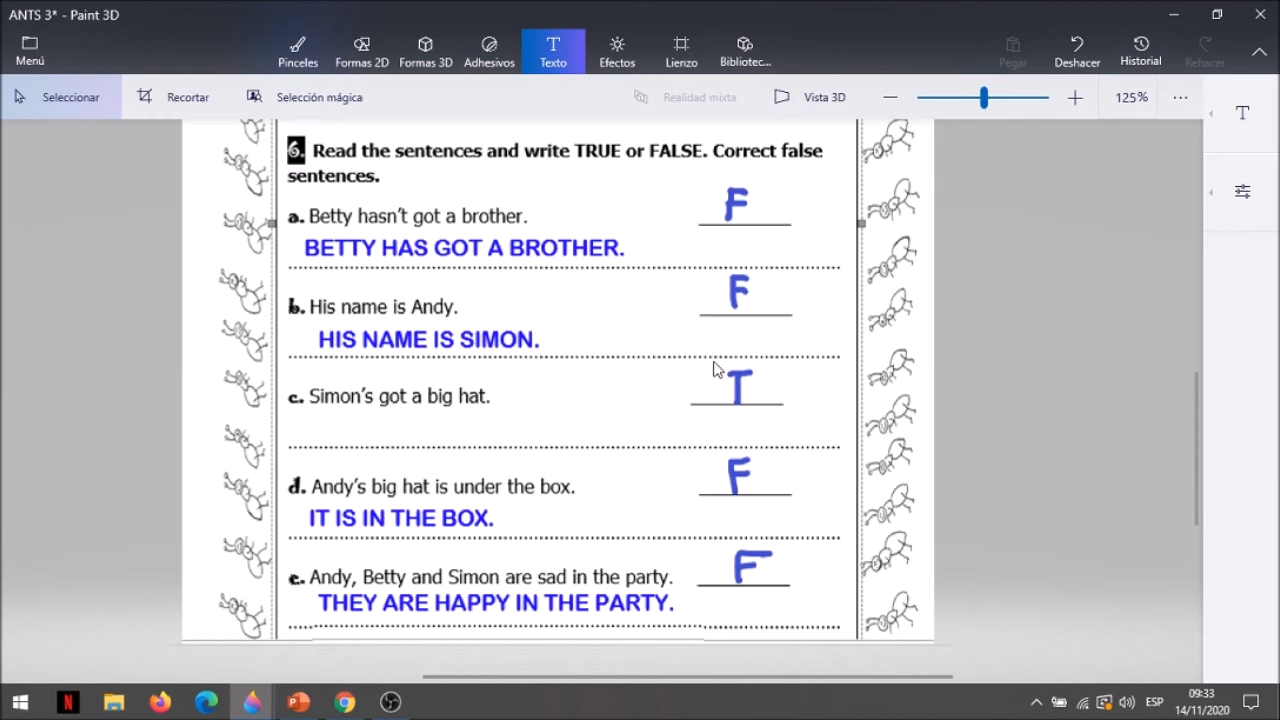 ANTS 3* - Paint 3D
Menú
Pinceles
Formas 2D
Formas 3D
Adhesivos
Texto
Efectos
Lienzo
Bibliotec...
Pegar
Deshacer
Historial
Rehacer
Seleccionar
Recortar
Selección mágica
Realidad mixta
Vista 3D
125%
6. Read the sentences and write TRUE or FALSE. Correct false
sentences.
a. Betty hasn't got a brother. F
BETTY HAS GOT A BROTHER.
b. His name is Andy. F
HIS NAME IS SIMON.
c. Simon's got a big hat. T
d. Andy's big hat is under the box. F
IT IS IN THE BOX.
e. Andy, Betty and Simon are sad in the party. F
THEY ARE HAPPY IN THE PARTY.
ESP
09:33
14/11/2020